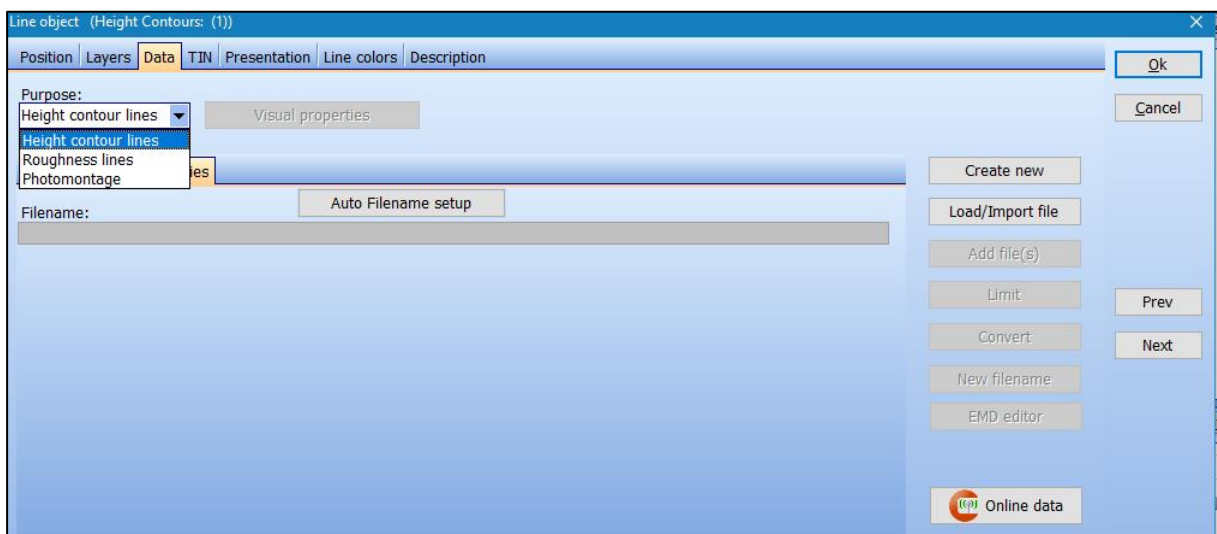 Line object (Height Contours: (1))
Position Layers Data TIN Presentation Line colors Description
Ok
Purpose:
Height contour lines
Visual properties
Cancel
Height contour lines
Roughness lines
Photomontage
Create new
Auto Filename setup
Filename:
Load/Import file
Add file(s)
Limit
Prev
Convert
Next
New filename
EMD editor
Online data